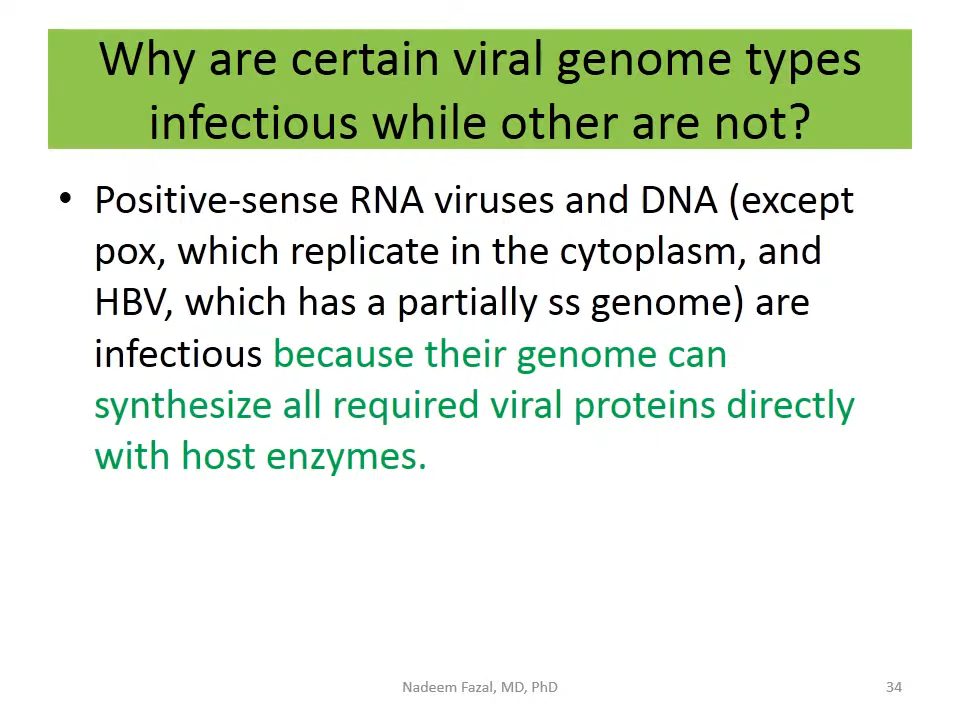 Why are certain viral genome types
infectious while other are not?
• Positive-sense RNA viruses and DNA (except
pox, which replicate in the cytoplasm, and
HBV, which has a partially ss genome) are
infectious because their genome can
synthesize all required viral proteins directly
with host enzymes.
Nadeem Fazal, MD, PhD
34